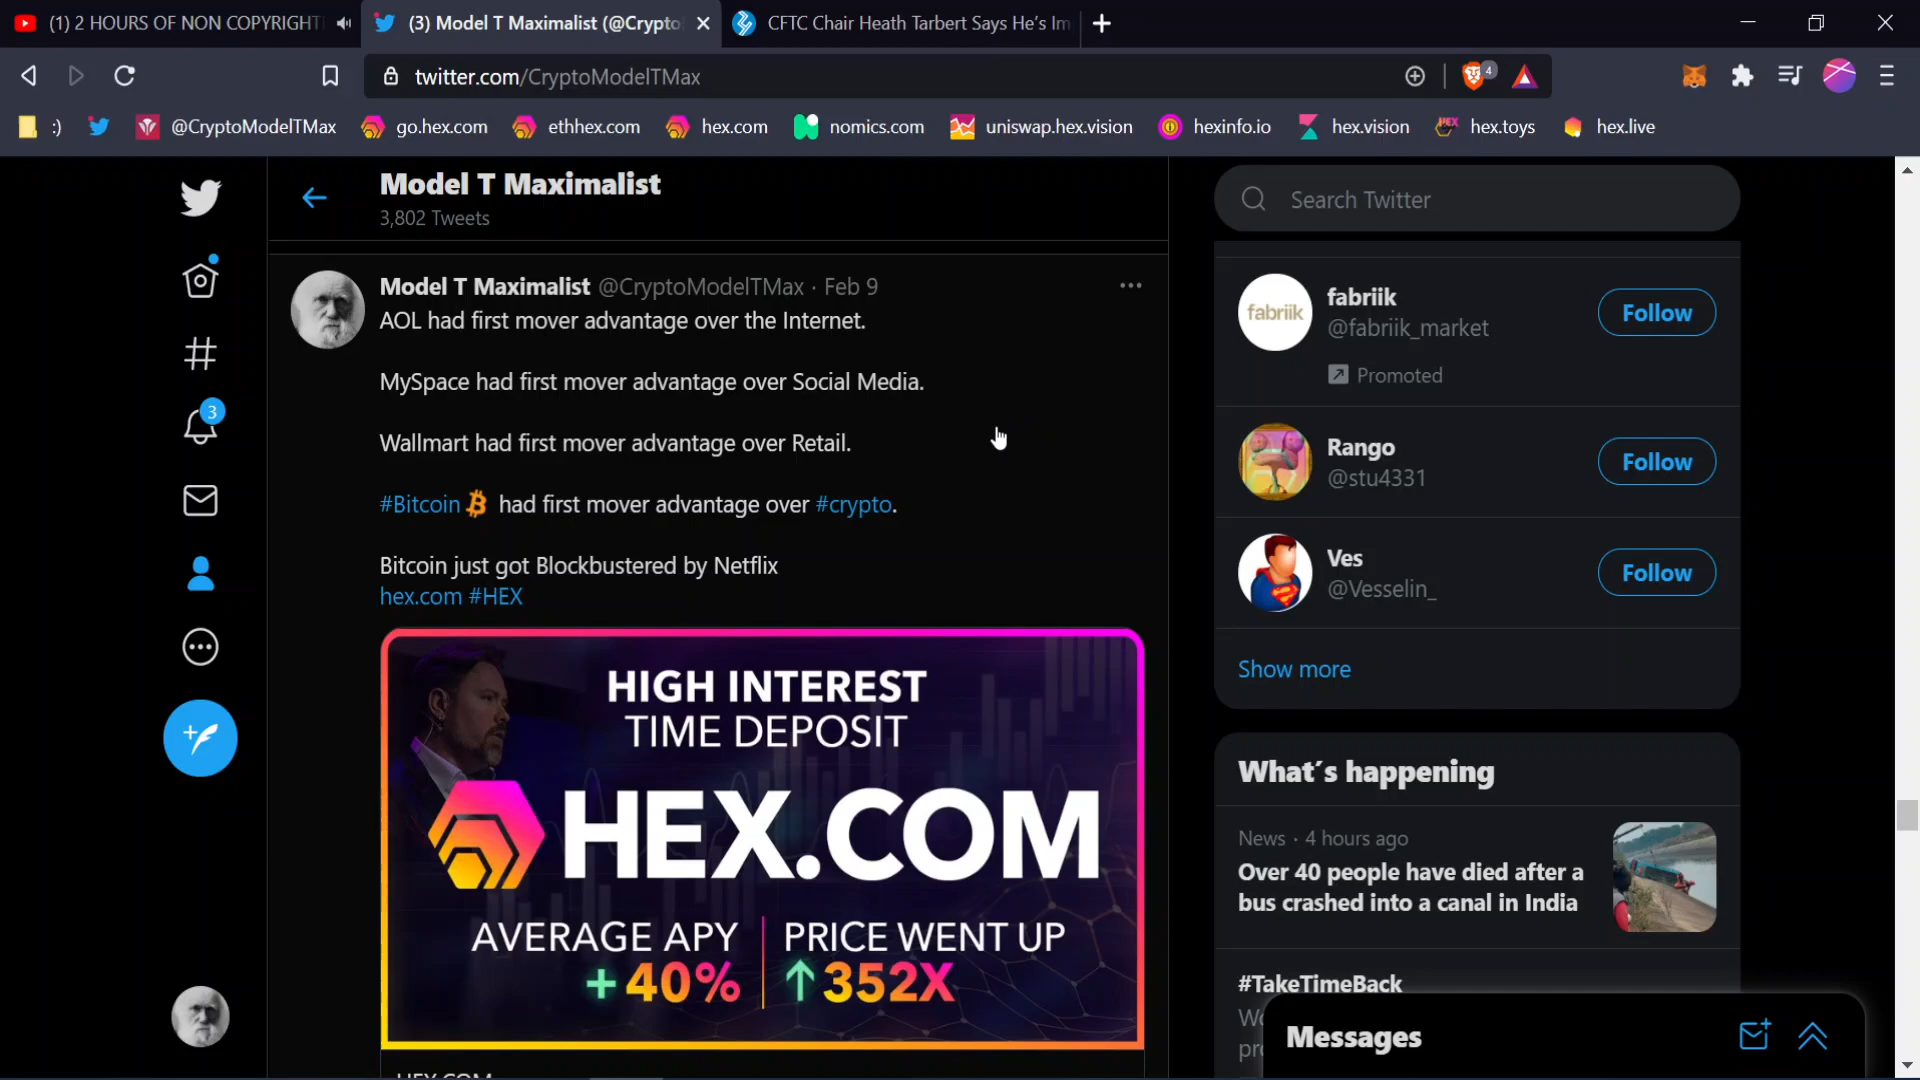 (1) 2 HOURS OF NON COPYRIGHT
(3) Model T Maximalist (@Crypto
CFTC Chair Heath Tarbert Says He's Im
twitter.com/CryptoModelTMax
4
:)
@CryptoModelTMax
go.hex.com
ethhex.com
hex.com
nomics.com
uniswap.hex.vision
hexinfo.io
hex.vision
HEX
hex.toys
hex.live
Model T Maximalist
3,802 Tweets
Search Twitter
3
Model T Maximalist @CryptoModelTMax · Feb 9
AOL had first mover advantage over the Internet.
MySpace had first mover advantage over Social Media.
Wallmart had first mover advantage over Retail.
#Bitcoin had first mover advantage over #crypto.
Bitcoin just got Blockbustered by Netflix
hex.com #HEX
HIGH INTEREST
TIME DEPOSIT
HEX.COM
AVERAGE APY
+40%
PRICE WENT UP
↑352X
HEX.COM
fabriik
fabriik
@fabriik_market
Promoted
Follow
Rango
@stu4331
Follow
Ves
@Vesselin_
Follow
Show more
What´s happening
News · 4 hours ago
Over 40 people have died after a
bus crashed into a canal in India
#TakeTimeBack
Messages